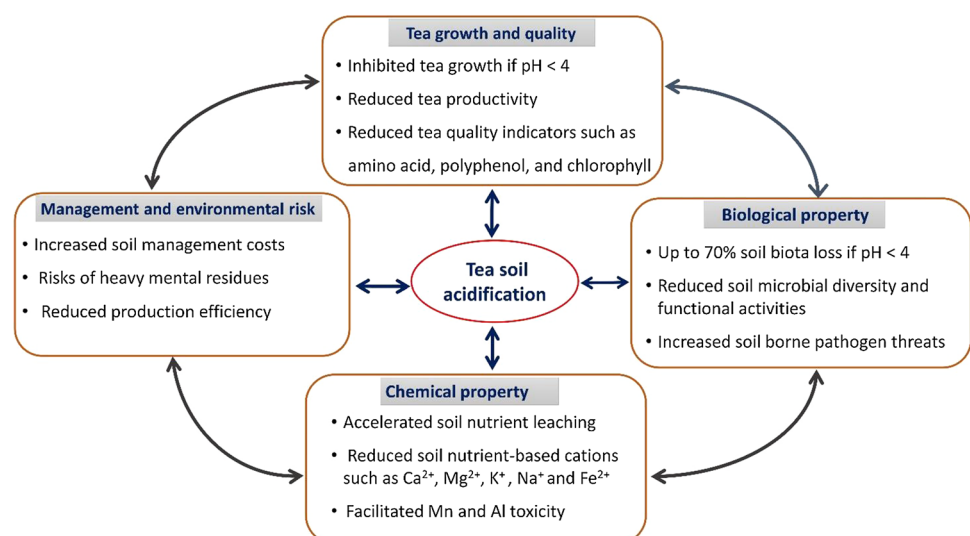 Tea growth and quality
• Inhibited tea growth if pH < 4
• Reduced tea productivity
• Reduced tea quality indicators such as
amino acid, polyphenol, and chlorophyll
Management and environmental risk
• Increased soil management costs
• Risks of heavy mental residues
• Reduced production efficiency
Tea soil
acidification
Biological property
• Up to 70% soil biota loss if pH < 4
• Reduced soil microbial diversity and
functional activities
• Increased soil borne pathogen threats
Chemical property
• Accelerated soil nutrient leaching
• Reduced soil nutrient-based cations
such as Ca²⁺, Mg²⁺, K⁺, Na⁺ and Fe²⁺
• Facilitated Mn and Al toxicity